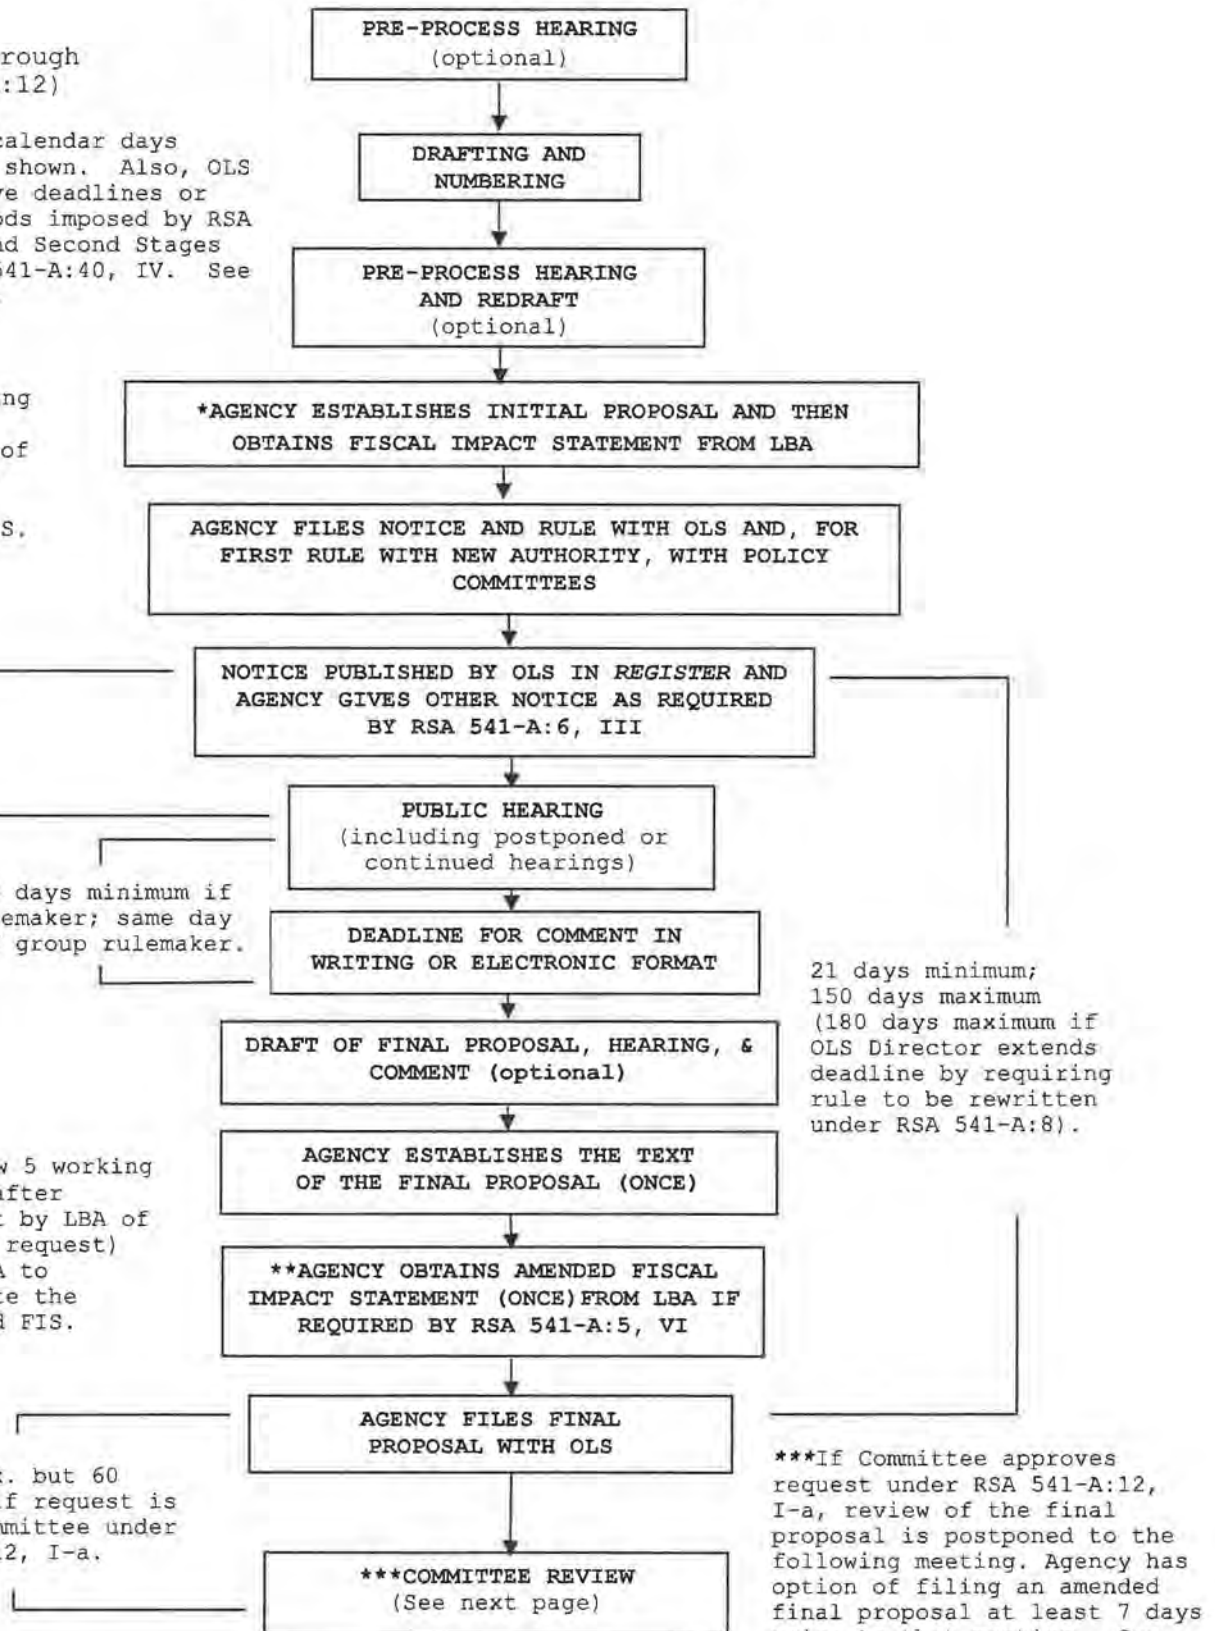 PRE-PROCESS HEARING
(optional)
rough
:12)
calendar days
shown. Also, OLS
ve deadlines or
ods imposed by RSA
nd Second Stages
541-A:40, IV. See
DRAFTING AND
NUMBERING
PRE-PROCESS HEARING
AND REDRAFT
(optional)
ing
of
S.
*AGENCY ESTABLISHES INITIAL PROPOSAL AND THEN
OBTAINS FISCAL IMPACT STATEMENT FROM LBA
AGENCY FILES NOTICE AND RULE WITH OLS AND, FOR
FIRST RULE WITH NEW AUTHORITY, WITH POLICY
COMMITTEES
NOTICE PUBLISHED BY OLS IN REGISTER AND
AGENCY GIVES OTHER NOTICE AS REQUIRED
BY RSA 541-A:6, III
PUBLIC HEARING
(including postponed or
continued hearings)
days minimum if
lemaker; same day
group rulemaker.
DEADLINE FOR COMMENT IN
WRITING OR ELECTRONIC FORMAT
21 days minimum;
150 days maximum
(180 days maximum if
OLS Director extends
deadline by requiring
rule to be rewritten
under RSA 541-A:8).
DRAFT OF FINAL PROPOSAL, HEARING, &
COMMENT (optional)
AGENCY ESTABLISHES THE TEXT
OF THE FINAL PROPOSAL (ONCE)
w 5 working
after
t by LBA of
request)
A to
te the
d FIS.
**AGENCY OBTAINS AMENDED FISCAL
IMPACT STATEMENT (ONCE)FROM LBA IF
REQUIRED BY RSA 541-A:5, VI
AGENCY FILES FINAL
PROPOSAL WITH OLS
x. but 60
if request is
mmittee under
12, I-a.
***COMMITTEE REVIEW
(See next page)
***If Committee approves
request under RSA 541-A:12,
I-a, review of the final
proposal is postponed to the
following meeting. Agency has
option of filing an amended
final proposal at least 7 days